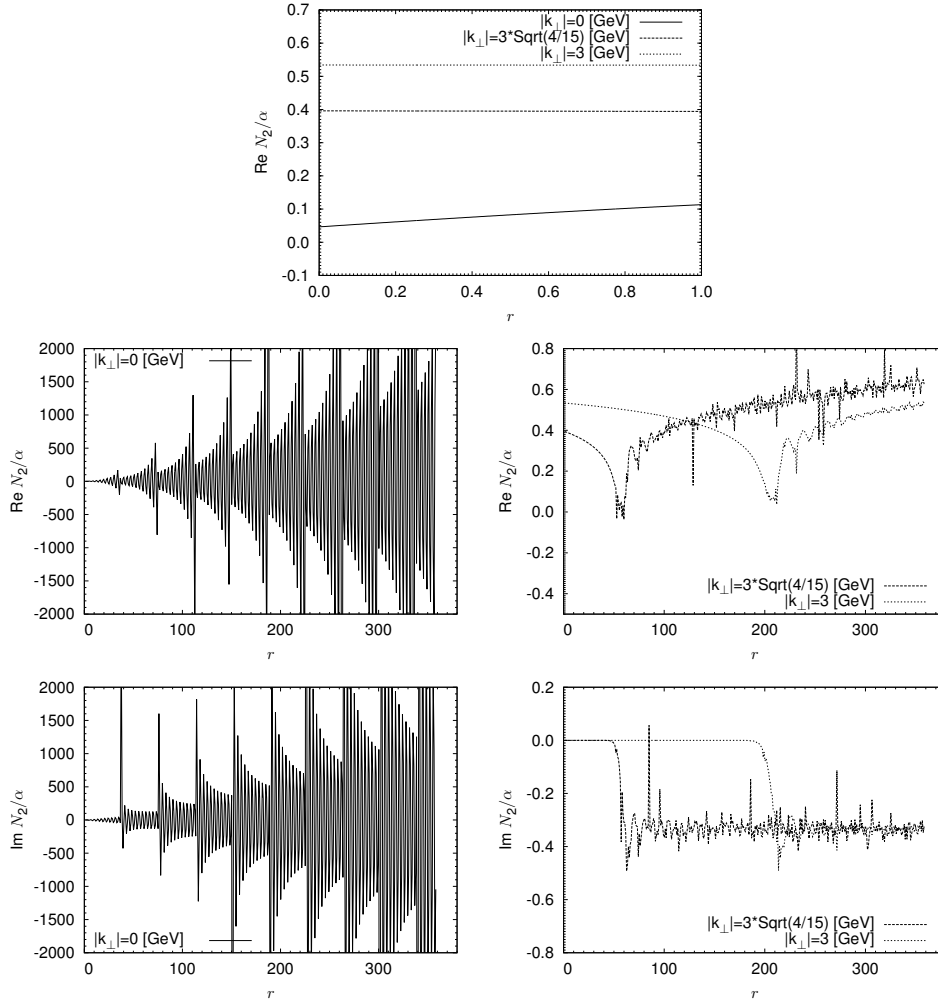 0.7
0.6
0.5
0.4
0.3
0.2
0.1
0.0
-0.1
Re N₂/α
|k⊥|=0 [GeV]
|k⊥|=3*Sqrt(4/15) [GeV]
|k⊥|=3 [GeV]
0.0 0.2 0.4 0.6 0.8 1.0
r
2000
1500
1000
500
0
-500
-1000
-1500
-2000
Re N₂/α
|k⊥|=0 [GeV]
0 100 200 300
r
0.8
0.6
0.4
0.2
0.0
-0.2
-0.4
Re N₂/α
|k⊥|=3*Sqrt(4/15) [GeV]
|k⊥|=3 [GeV]
0 100 200 300
r
2000
1500
1000
500
0
-500
-1000
-1500
-2000
Im N₂/α
|k⊥|=0 [GeV]
|k⊥|=0 [GeV]
0 100 200 300
r
0.2
0.0
-0.2
-0.4
-0.6
-0.8
Im N₂/α
|k⊥|=3*Sqrt(4/15) [GeV]
|k⊥|=3 [GeV]
0 100 200 300
r